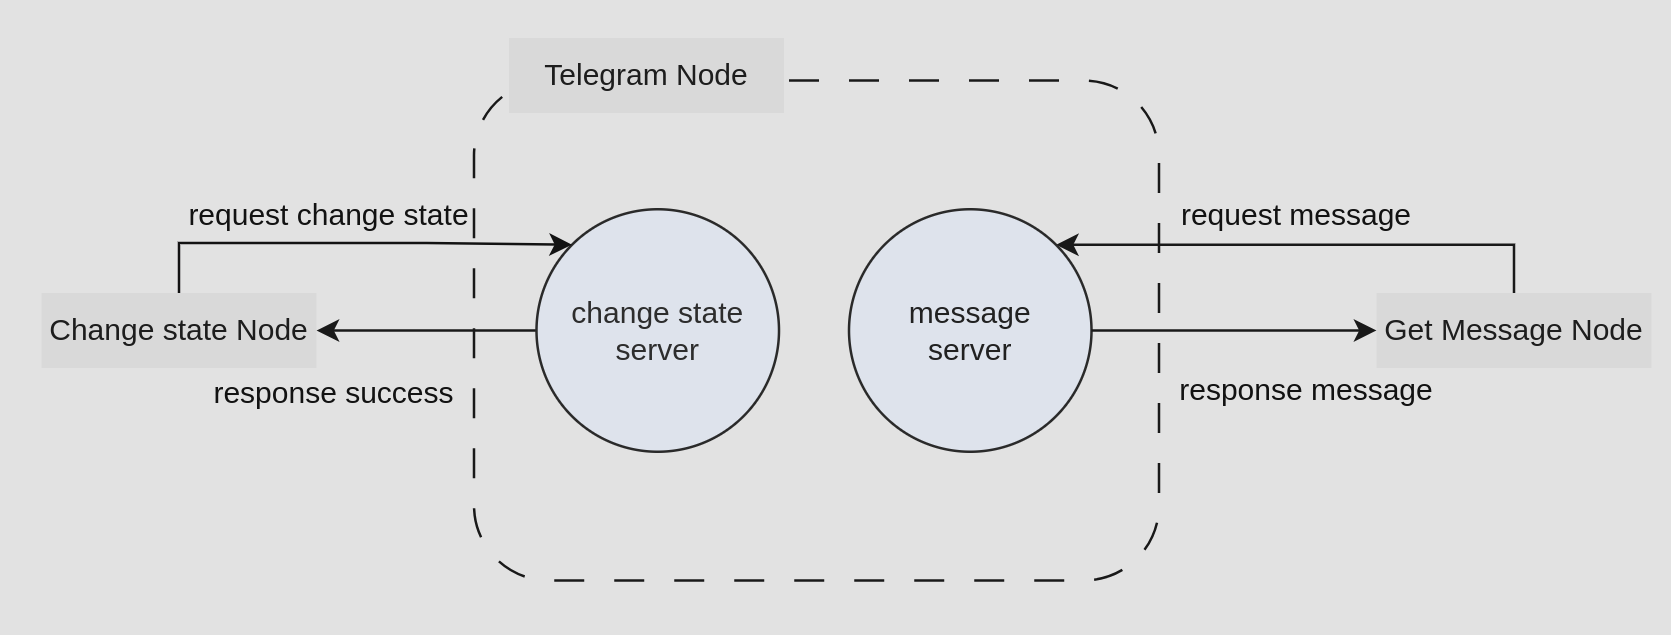 Telegram Node
request change state
request message
change state
server
message
server
Change state Node
Get Message Node
response success
response message